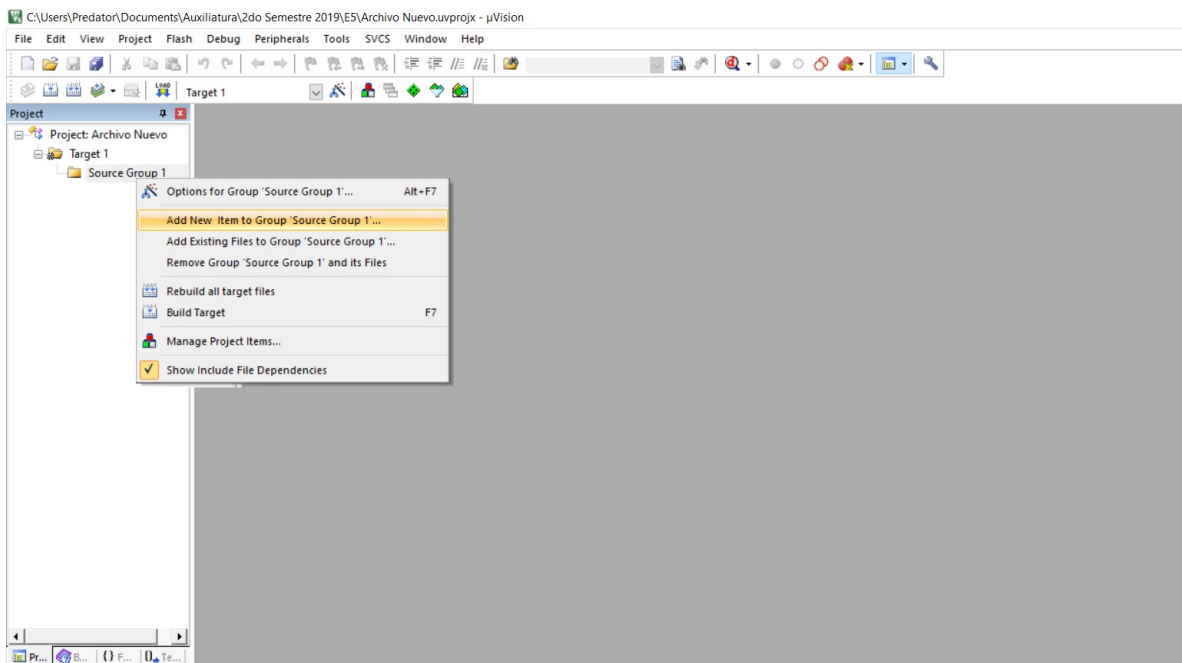 C:\Users\Predator\Documents\Auxiliatura\2do Semestre 2019\E5\Archivo Nuevo.uvprojx - µVision
File Edit View Project Flash Debug Peripherals Tools SVCS Window Help
LOAD Target 1
Project
Project: Archivo Nuevo
Target 1
Source Group 1
Options for Group 'Source Group 1'... Alt+F7
Add New Item to Group 'Source Group 1'...
Add Existing Files to Group 'Source Group 1'...
Remove Group 'Source Group 1' and its Files
Rebuild all target files
Build Target F7
Manage Project Items...
Show Include File Dependencies
Pr... B... {} F... 0 Te...